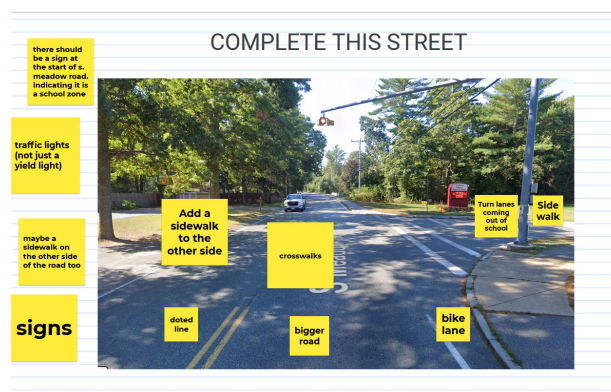 COMPLETE THIS STREET
there should
be a sign at
the start of s.
meadow road.
indicating it is
a school zone
traffic lights
(not just a
yield light)
maybe a
sidewalk on
the other side
of the road too
signs
Add a
sidewalk
to the
other side
crosswalks
Turn lanes
coming
out of
school
Side
walk
doted
line
bigger
road
bike
lane